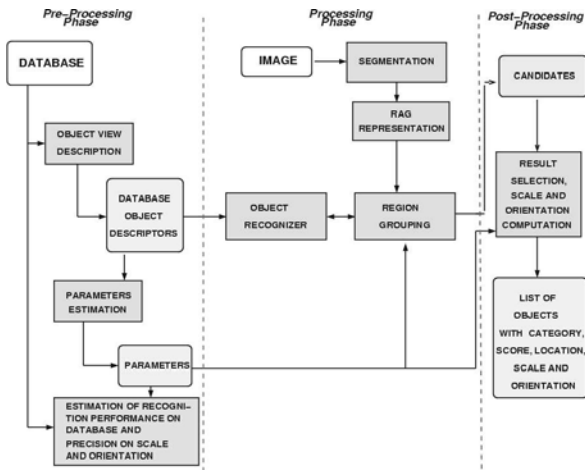 Pre-Processing
Phase
Processing
Phase
Post-Processing
Phase
DATABASE
IMAGE
SEGMENTATION
CANDIDATES
OBJECT VIEW
DESCRIPTION
RAG
REPRESENTATION
DATABASE
OBJECT
DESCRIPTORS
OBJECT
RECOGNIZER
REGION
GROUPING
RESULT
SELECTION,
SCALE AND
ORIENTATION
COMPUTATION
PARAMETERS
ESTIMATION
PARAMETERS
LIST OF
OBJECTS
WITH CATEGORY,
SCORE, LOCATION,
SCALE AND
ORIENTATION
ESTIMATION OF RECOGNI-
TION PERFORMANCE ON
DATABASE AND
PRECISION ON SCALE
AND ORIENTATION